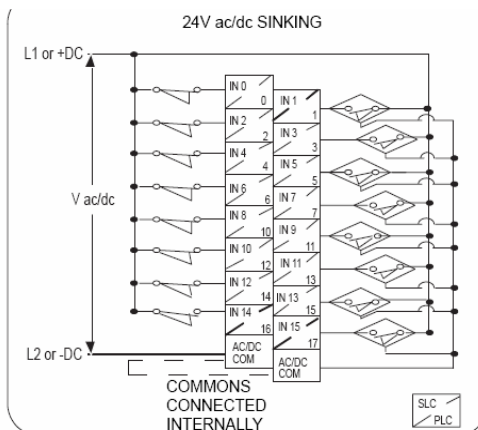 24V ac/dc SINKING
L1 or +DC
IN 0
0
IN 1
1
IN 2
2
IN 3
3
IN 4
4
IN 5
5
IN 6
6
V ac/dc
IN 7
7
IN 8
10
IN 9
11
IN 10
12
IN 11
13
IN 12
14
IN 13
15
IN 14
16
IN 15
17
L2 or -DC
AC/DC
COM
AC/DC
COM
COMMONS
CONNECTED
INTERNALLY
SLC
PLC